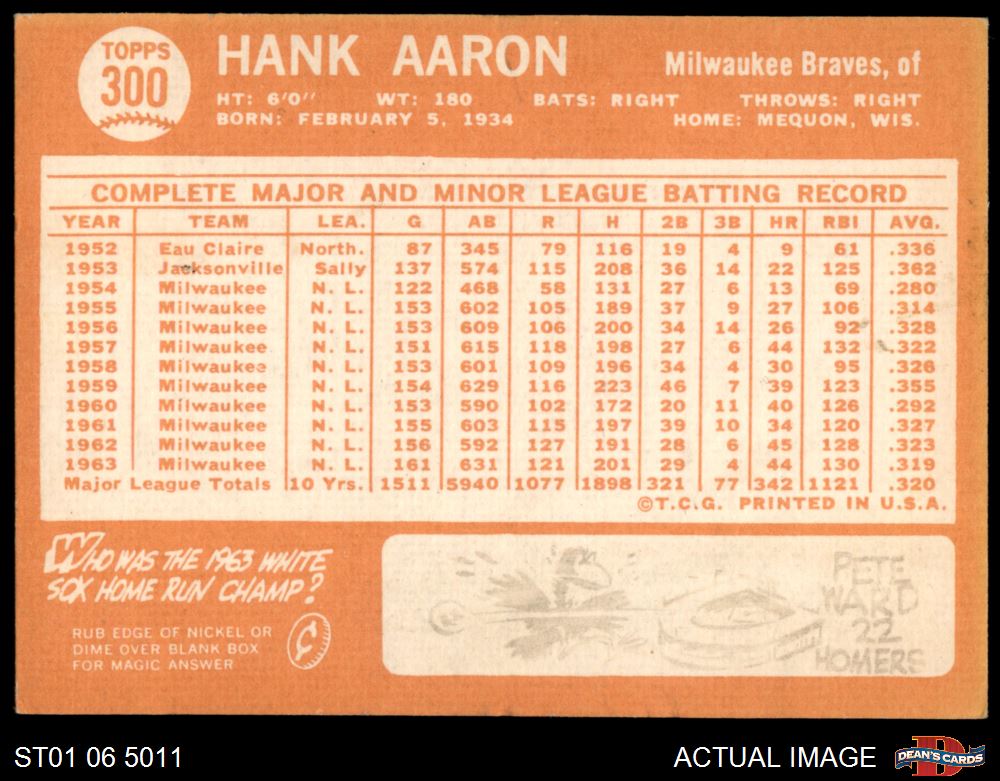 TOPPS
300
HANK AARON
Milwaukee Braves, of
HT: 6'0" WT: 180 BATS: RIGHT THROWS: RIGHT
BORN: FEBRUARY 5, 1934 HOME: MEQUON, WIS.
COMPLETE MAJOR AND MINOR LEAGUE BATTING RECORD
YEAR TEAM LEA. G AB R H 2B 3B HR RBI AVG.
1952 Eau Claire North. 87 345 79 116 19 4 9 61 .336
1953 Jacksonville Sally 137 574 115 208 36 14 22 125 .362
1954 Milwaukee N. L. 122 468 58 131 27 6 13 69 .280
1955 Milwaukee N. L. 153 602 105 189 37 9 27 106 .314
1956 Milwaukee N. L. 153 609 106 200 34 14 26 92 .328
1957 Milwaukee N. L. 151 615 118 198 27 6 44 132 .322
1958 Milwaukee N. L. 153 601 109 196 34 4 30 95 .326
1959 Milwaukee N. L. 154 629 116 223 46 7 39 123 .355
1960 Milwaukee N. L. 153 590 102 172 20 11 40 126 .292
1961 Milwaukee N. L. 155 603 115 197 39 10 34 120 .327
1962 Milwaukee N. L. 156 592 127 191 28 6 45 128 .323
1963 Milwaukee N. L. 161 631 121 201 29 4 44 130 .319
Major League Totals 10 Yrs. 1511 5940 1077 1898 321 77 342 1121 .320
©T.C.G. PRINTED IN U.S.A.
WHO WAS THE 1963 WHITE
SOX HOME RUN CHAMP?
RUB EDGE OF NICKEL OR
DIME OVER BLANK BOX
FOR MAGIC ANSWER
¢
PETE
WARD
22
HOMERS
ST01 06 5011
ACTUAL IMAGE
D
DEAN'S CARDS